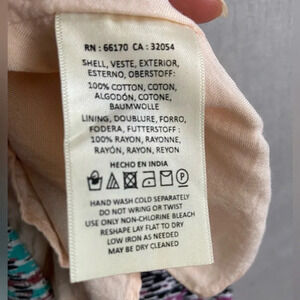 RN : 66170 CA : 32054
SHELL, VESTE, EXTERIOR,
ESTERNO, OBERSTOFF:
100% COTTON, COTON,
ALGODÓN, COTONE,
BAUMWOLLE
LINING, DOUBLURE, FORRO,
FODERA, FUTTERSTOFF :
100% RAYON, RAYONNE,
RAYÓN, RAYON, REYON
HECHO EN INDIA
HAND WASH COLD SEPARATELY
DO NOT WRING OR TWIST
USE ONLY NON-CHLORINE BLEACH
RESHAPE LAY FLAT TO DRY
LOW IRON AS NEEDED
MAY BE DRY CLEANED